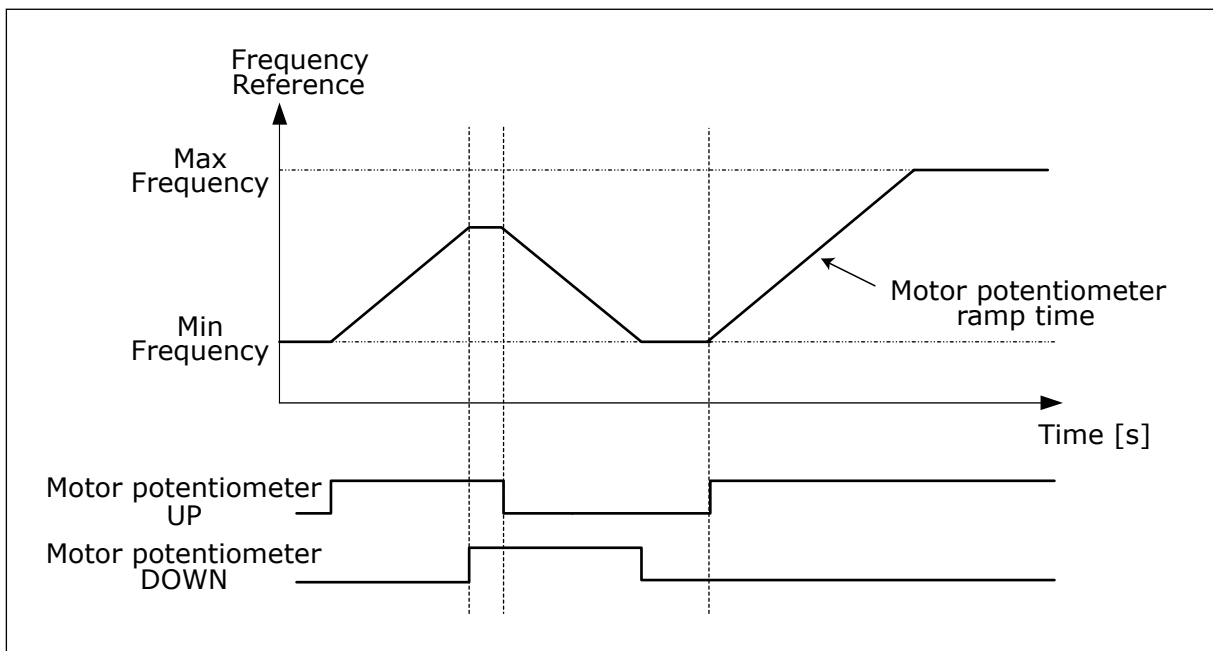 Frequency
Reference
Max
Frequency
Min
Frequency
Motor potentiometer
ramp time
Time [s]
Motor potentiometer
UP
Motor potentiometer
DOWN